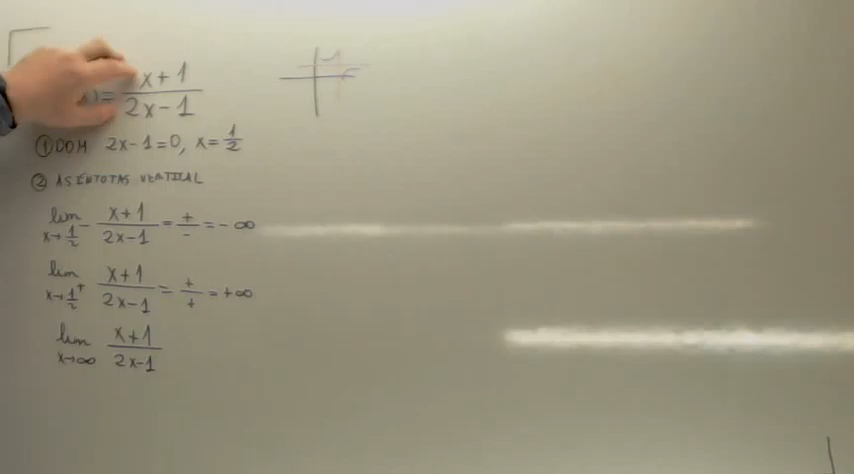 = x+1 / 2x-1
① DOM 2x-1=0, x=1/2
② ASÍNTOTAS VERTICAL
lim x→1/2⁻ x+1 / 2x-1 = +/- = -∞
lim x→1/2⁺ x+1 / 2x-1 = +/+ = +∞
lim x→∞ x+1 / 2x-1